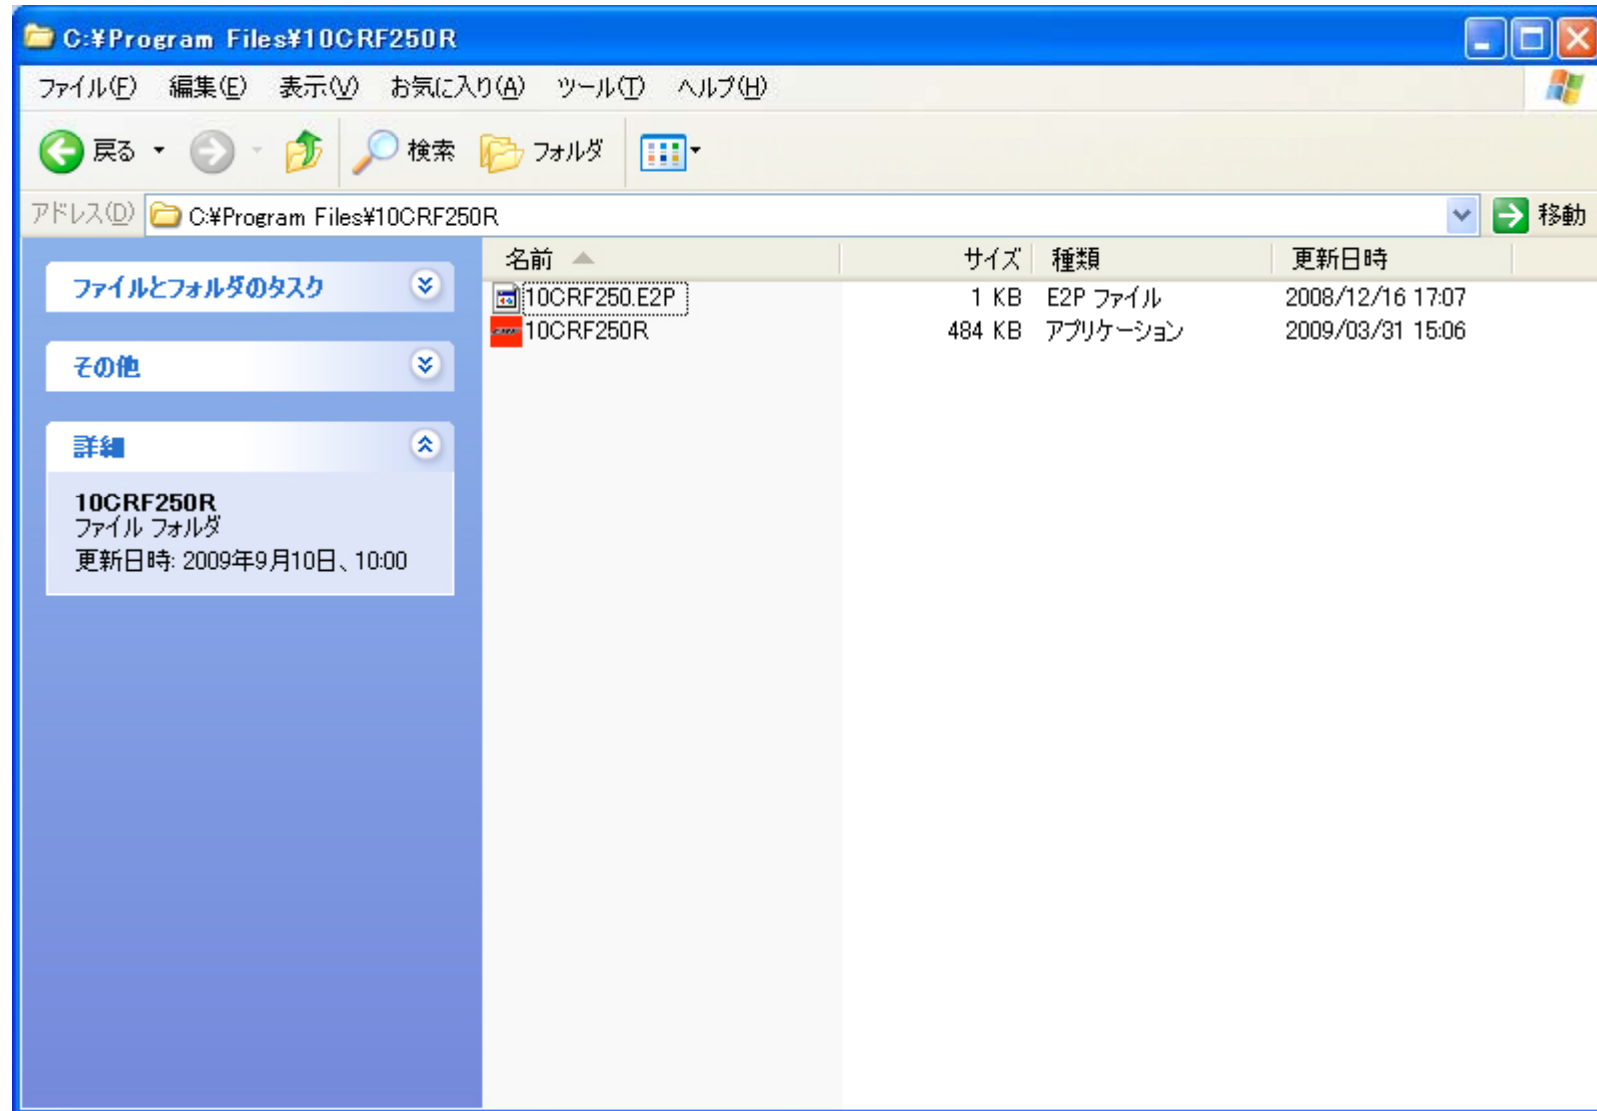 C:¥Program Files¥10CRF250R
ファイル(F) 編集(E) 表示(V) お気に入り(A) ツール(T) ヘルプ(H)
戻る 検索 フォルダ
アドレス(D) C:¥Program Files¥10CRF250R 移動
名前 サイズ 種類 更新日時
10CRF250.E2P 1 KB E2P ファイル 2008/12/16 17:07
10CRF250R 484 KB アプリケーション 2009/03/31 15:06
ファイルとフォルダのタスク
その他
詳細
10CRF250R
ファイル フォルダ
更新日時: 2009年9月10日、10:00